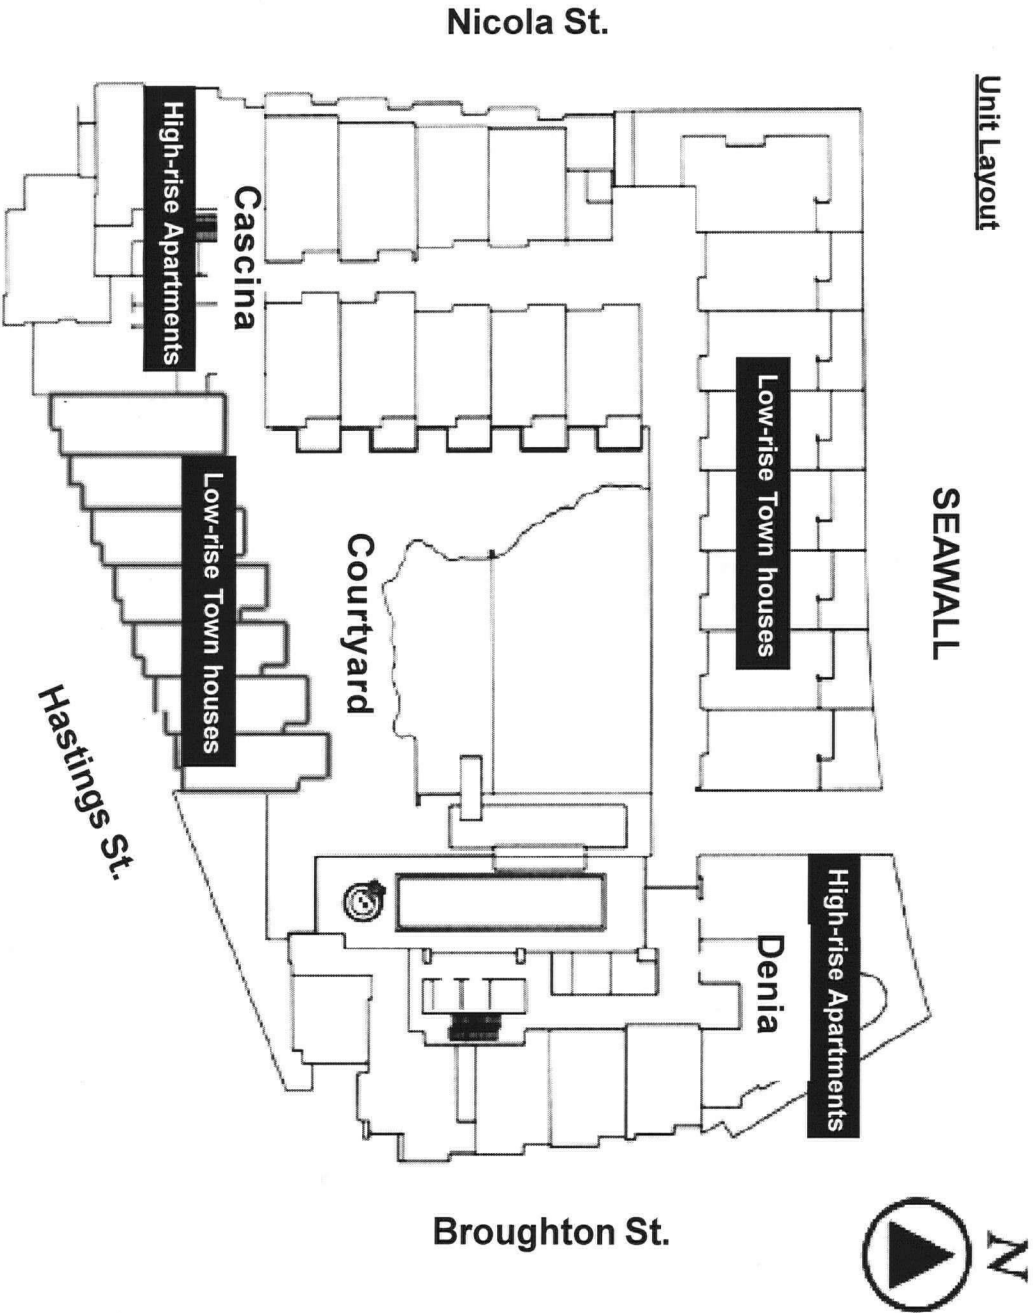 Nicola St.
Unit Layout
High-rise Apartments
Cascina
Low-rise Town houses
SEAWALL
Low-rise Town houses
Courtyard
Hastings St.
High-rise Apartments
Denia
Broughton St.
N